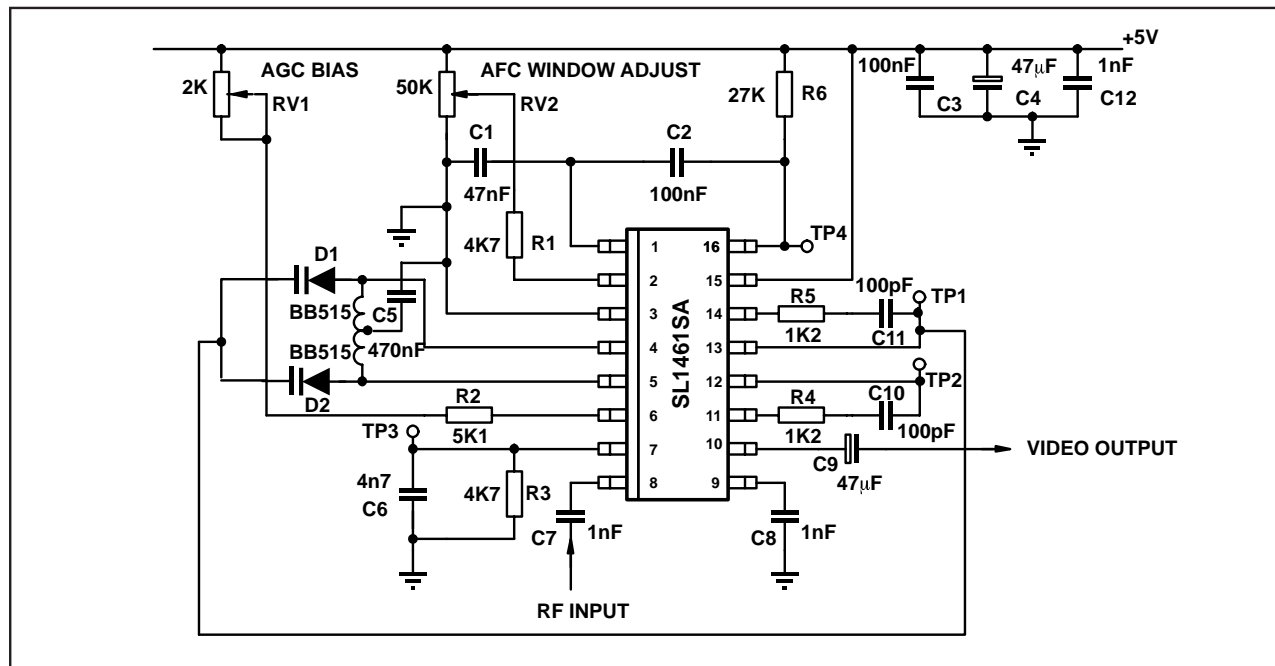 +5V
AGC BIAS
AFC WINDOW ADJUST
2K
RV1
50K
RV2
27K
R6
100nF
C3
47µF
C4
1nF
C12
C1
47nF
C2
100nF
TP4
4K7
R1
D1
BB515
C5
470nF
BB515
D2
SL1461SA
1
2
3
4
5
6
7
8
16
15
14
13
12
11
10
9
R5
1K2
100pF
C11
TP1
TP2
R4
1K2
C10
100pF
R2
5K1
TP3
4n7
C6
4K7
R3
C9
47µF
VIDEO OUTPUT
C7
1nF
C8
1nF
RF INPUT